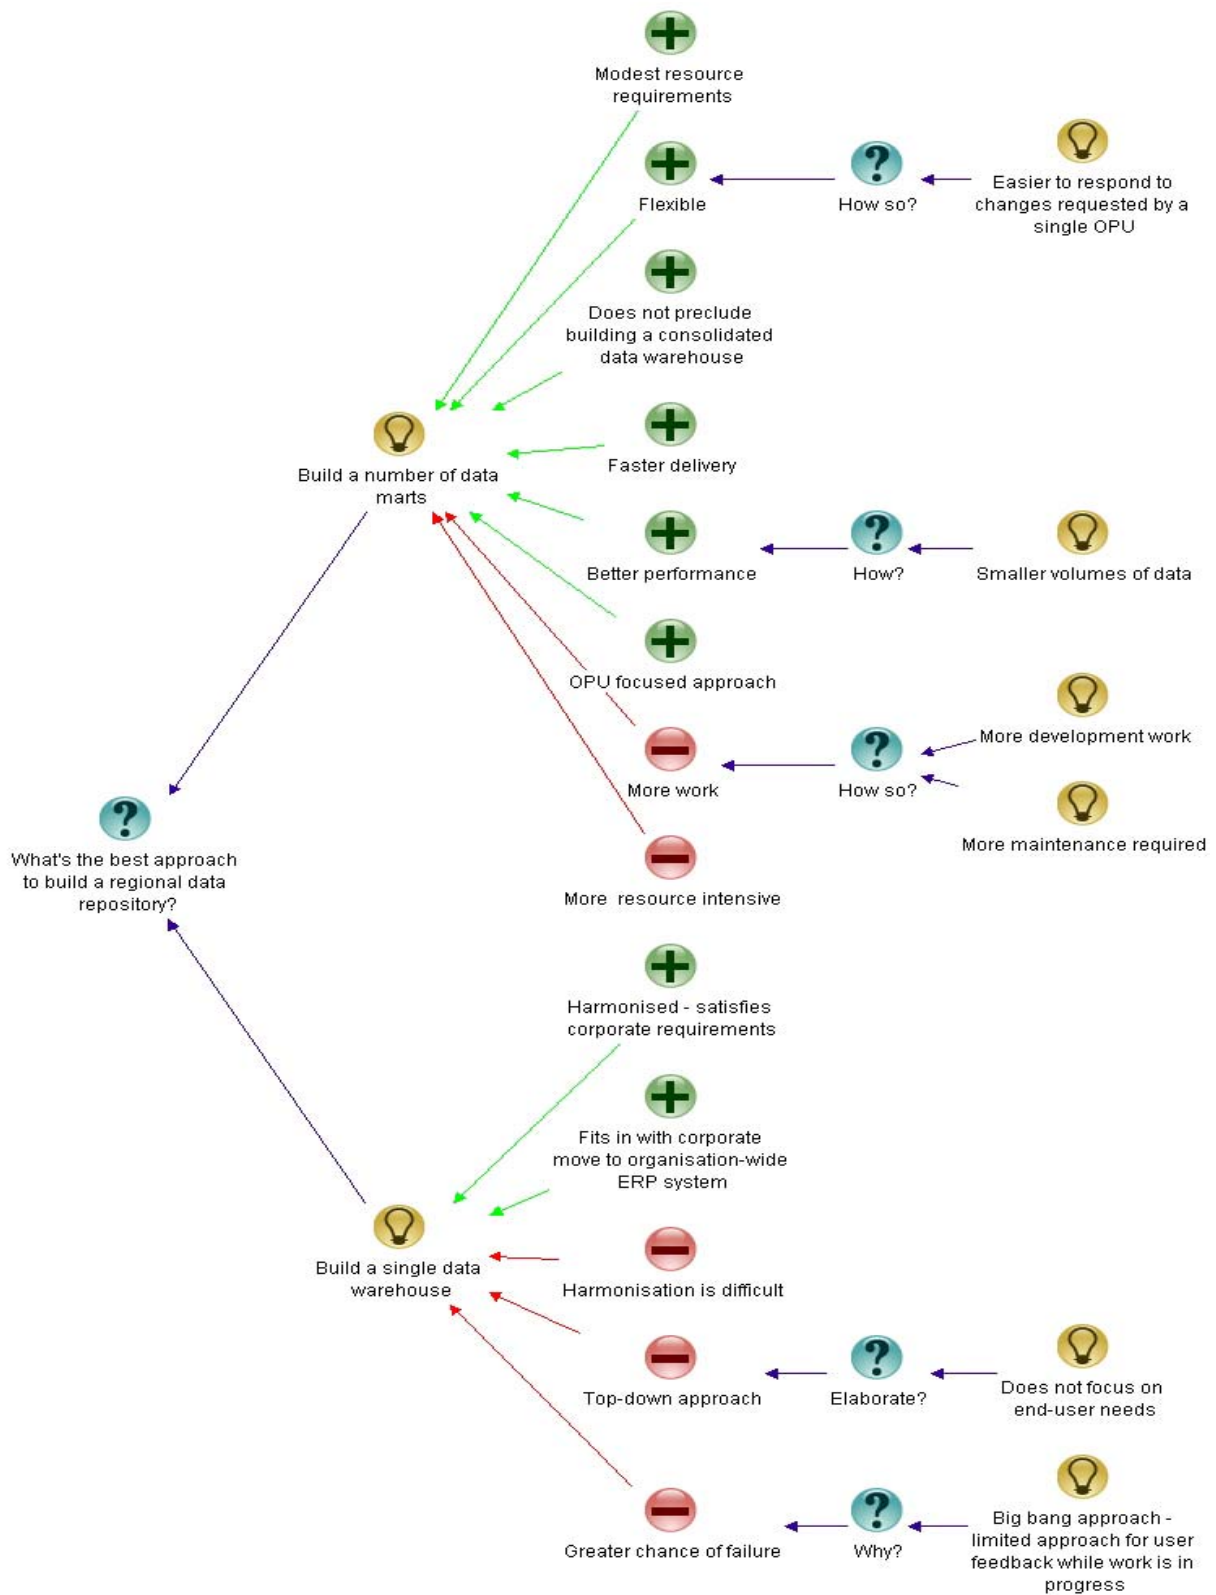 Modest resource
requirements
Flexible
How so?
Easier to respond to
changes requested by a
single OPU
Does not preclude
building a consolidated
data warehouse
Faster delivery
Build a number of data
marts
Better performance
How?
Smaller volumes of data
OPU focused approach
More development work
More work
How so?
More maintenance required
What's the best approach
to build a regional data
repository?
More resource intensive
Harmonised - satisfies
corporate requirements
Fits in with corporate
move to organisation-wide
ERP system
Build a single data
warehouse
Harmonisation is difficult
Top-down approach
Elaborate?
Does not focus on
end-user needs
Greater chance of failure
Why?
Big bang approach -
limited approach for user
feedback while work is in
progress